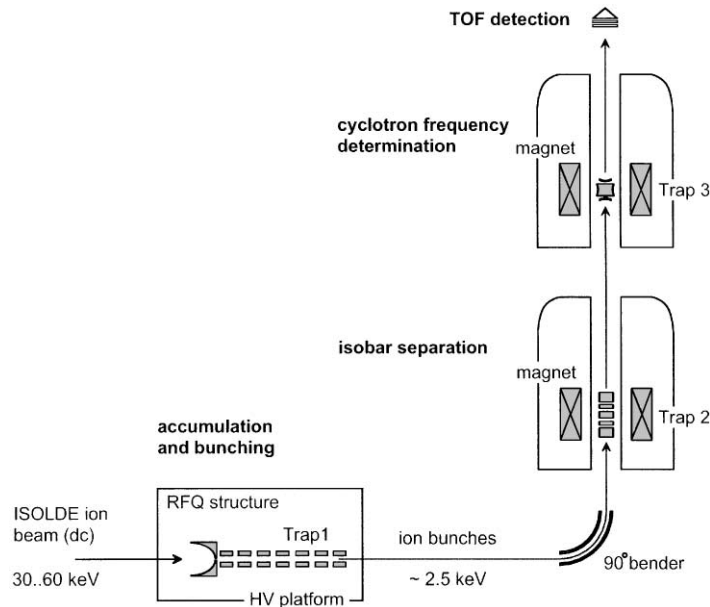 TOF detection
cyclotron frequency
determination
magnet
Trap 3
isobar separation
magnet
Trap 2
accumulation
and bunching
RFQ structure
ISOLDE ion
beam (dc)
Trap1
ion bunches
30..60 keV
~ 2.5 keV
90° bender
HV platform